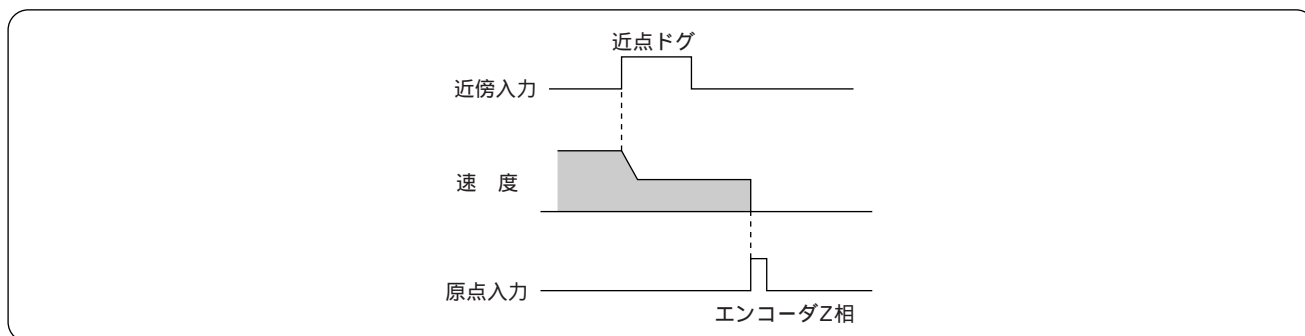 近点ドグ
近傍入力
速 度
原点入力
エンコーダZ相